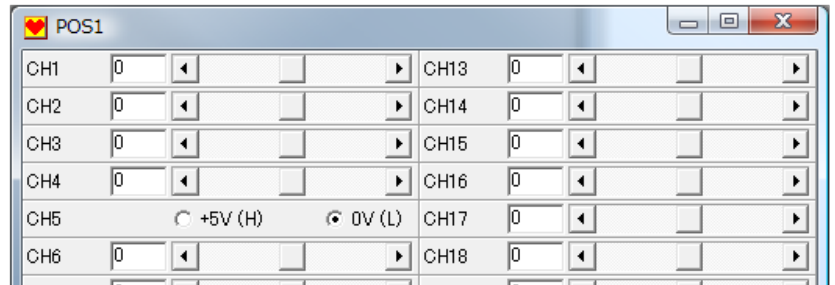 POS1
CH1 0 CH13 0
CH2 0 CH14 0
CH3 0 CH15 0
CH4 0 CH16 0
CH5 +5V (H) 0V (L) CH17 0
CH6 0 CH18 0